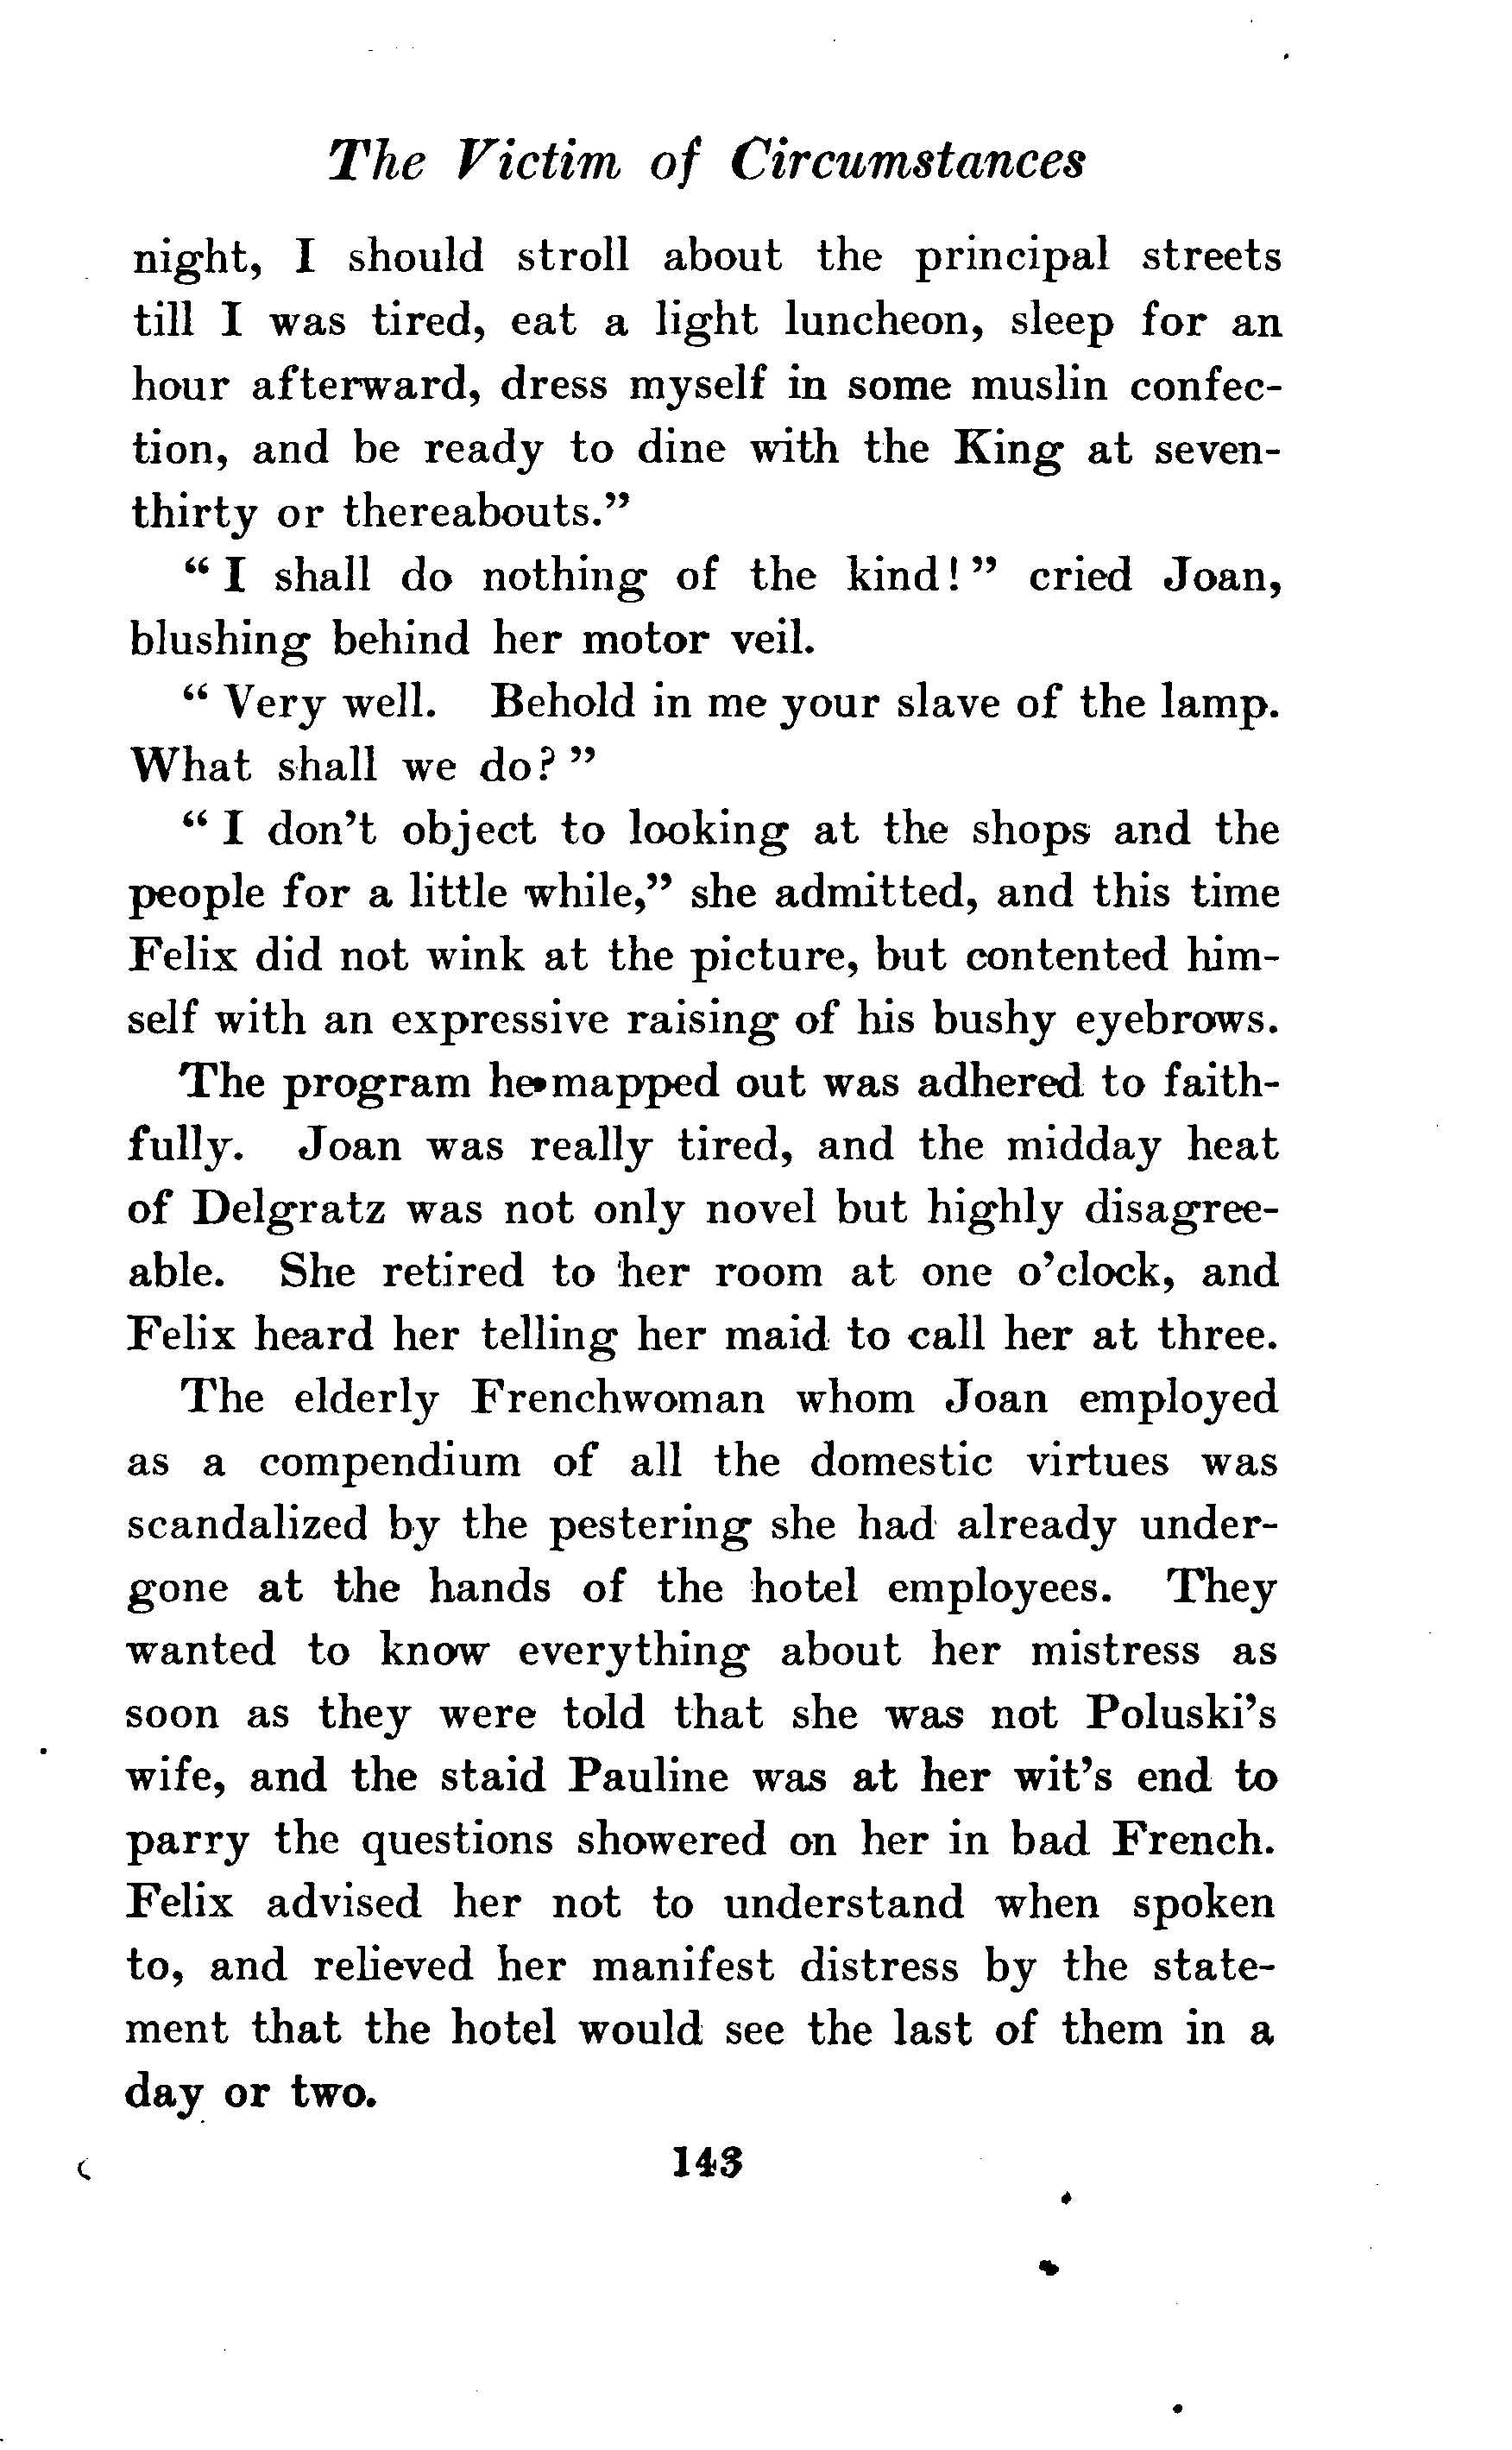 The Victim of Circumstances
night, I should stroll about the principal streets
till I was tired, eat a light luncheon, sleep for an
hour afterward, dress myself in some muslin confec-
tion, and be ready to dine with the King at seven-
thirty or thereabouts."
" I shall do nothing of the kind! " cried Joan,
blushing behind her motor veil.
" Very well. Behold in me your slave of the lamp.
What shall we do? "
" I don't object to looking at the shops and the
people for a little while," she admitted, and this time
Felix did not wink at the picture, but contented him-
self with an expressive raising of his bushy eyebrows.
The program he mapped out was adhered to faith-
fully. Joan was really tired, and the midday heat
of Delgratz was not only novel but highly disagree-
able. She retired to her room at one o'clock, and
Felix heard her telling her maid to call her at three.
The elderly Frenchwoman whom Joan employed
as a compendium of all the domestic virtues was
scandalized by the pestering she had already under-
gone at the hands of the hotel employees. They
wanted to know everything about her mistress as
soon as they were told that she was not Poluski's
wife, and the staid Pauline was at her wit's end to
parry the questions showered on her in bad French.
Felix advised her not to understand when spoken
to, and relieved her manifest distress by the state-
ment that the hotel would see the last of them in a
day or two.
143